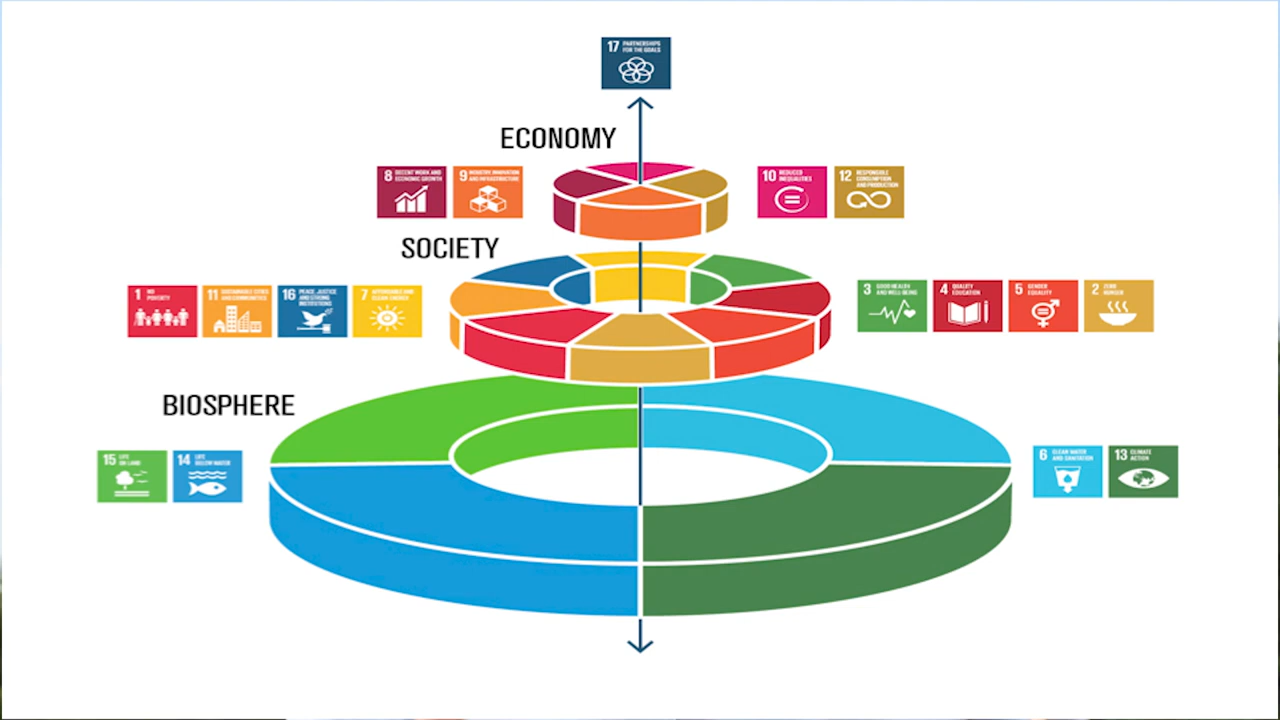 17 PARTNERSHIPS
FOR THE GOALS
ECONOMY
8 DECENT WORK AND
ECONOMIC GROWTH
9 INDUSTRY, INNOVATION
AND INFRASTRUCTURE
10 REDUCED
INEQUALITIES
12 RESPONSIBLE
CONSUMPTION
AND PRODUCTION
SOCIETY
1 NO
POVERTY
11 SUSTAINABLE CITIES
AND COMMUNITIES
16 PEACE, JUSTICE
AND STRONG
INSTITUTIONS
7 AFFORDABLE AND
CLEAN ENERGY
3 GOOD HEALTH
AND WELL-BEING
4 QUALITY
EDUCATION
5 GENDER
EQUALITY
2 ZERO
HUNGER
BIOSPHERE
15 LIFE
ON LAND
14 LIFE
BELOW WATER
6 CLEAN WATER
AND SANITATION
13 CLIMATE
ACTION